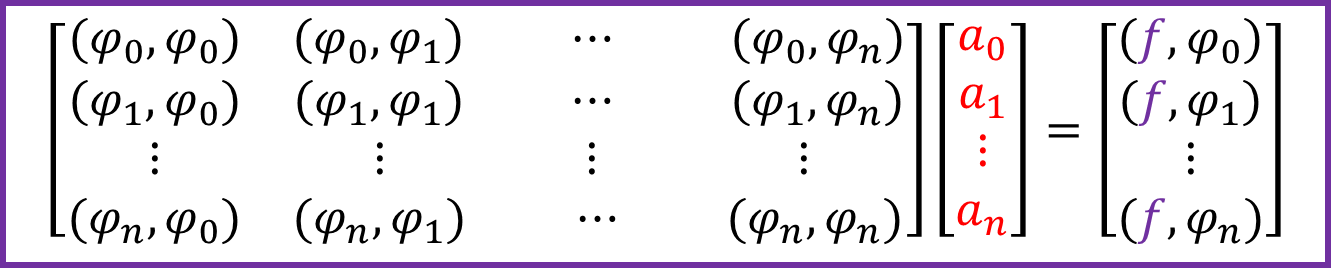 [(φ₀, φ₀) (φ₀, φ₁) ⋯ (φ₀, φₙ)] [a₀] = [(f, φ₀)]
[(φ₁, φ₀) (φ₁, φ₁) ⋯ (φ₁, φₙ)] [a₁] [(f, φ₁)]
⋮ ⋮ ⋮ ⋮ ⋮ ⋮
[(φₙ, φ₀) (φₙ, φ₁) ⋯ (φₙ, φₙ)] [aₙ] [(f, φₙ)]